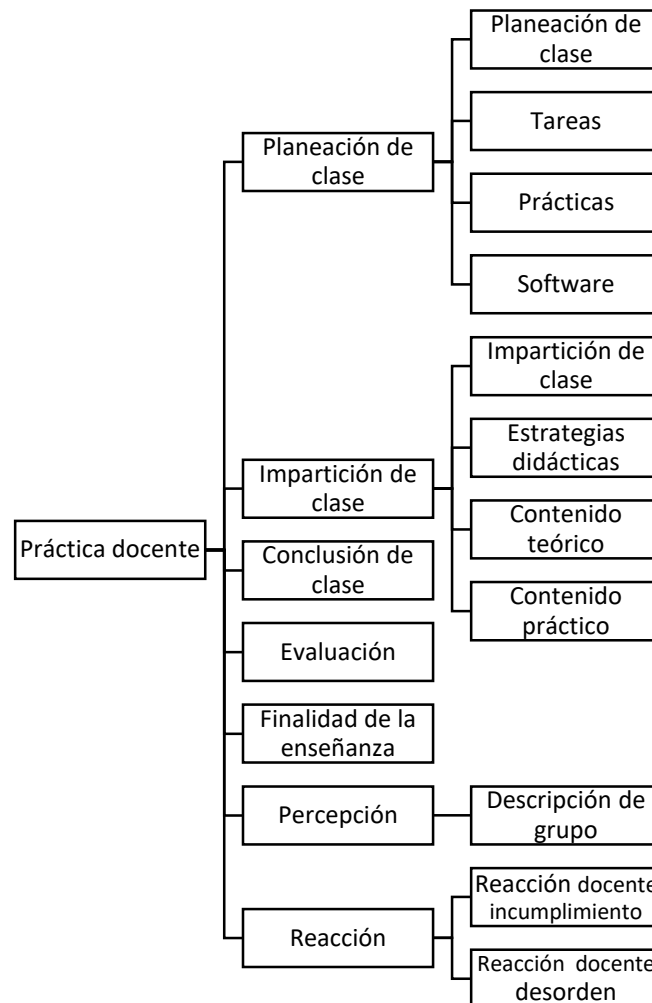 Planeación de
clase
Tareas
Planeación de
clase
Prácticas
Software
Impartición de
clase
Estrategias
didácticas
Impartición de
clase
Contenido
teórico
Práctica docente
Conclusión de
clase
Contenido
práctico
Evaluación
Finalidad de la
enseñanza
Percepción
Descripción de
grupo
Reacción docente
incumplimiento
Reacción
Reacción docente
desorden